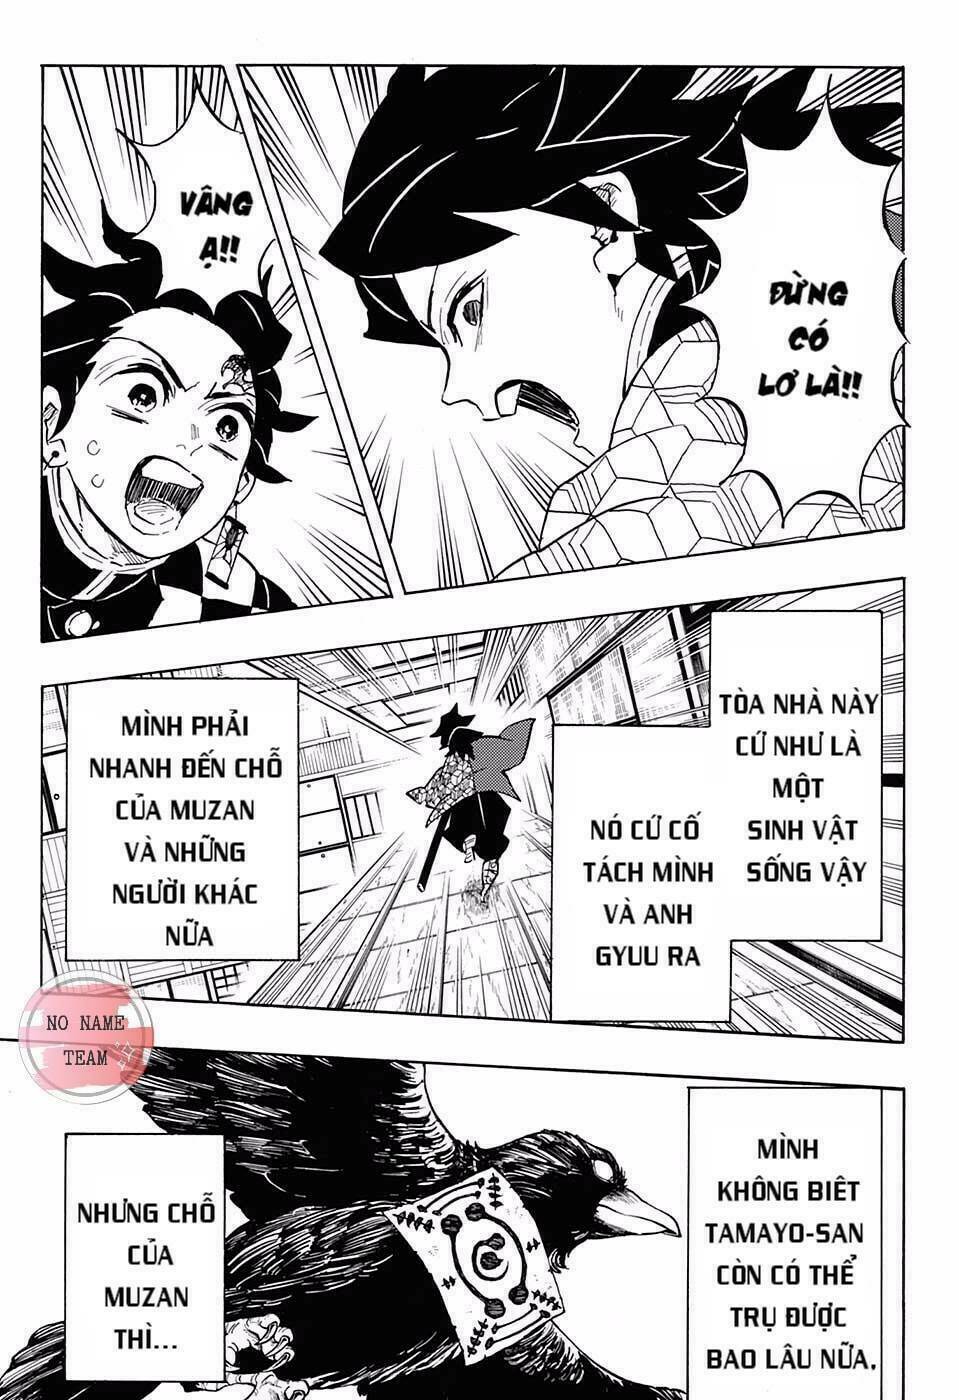 ĐỪNG
CÓ
LƠ LÀ!!
VÂNG
Ạ!!
TÒA NHÀ NÀY
CỨ NHƯ LÀ
MỘT
SINH VẬT
SỐNG VẬY
NÓ CỨ CỐ
TÁCH MÌNH
VÀ ANH
GYUU RA
MÌNH PHẢI
NHANH ĐẾN CHỖ
CỦA MUZAN
VÀ NHỮNG
NGƯỜI KHÁC
NỮA
NO NAME
TEAM
MÌNH
KHÔNG BIÊT
TAMAYO-SAN
CÒN CÓ THỂ
TRỤ ĐƯỢC
BAO LÂU NỮA.
NHƯNG CHỖ
CỦA
MUZAN
THÌ...